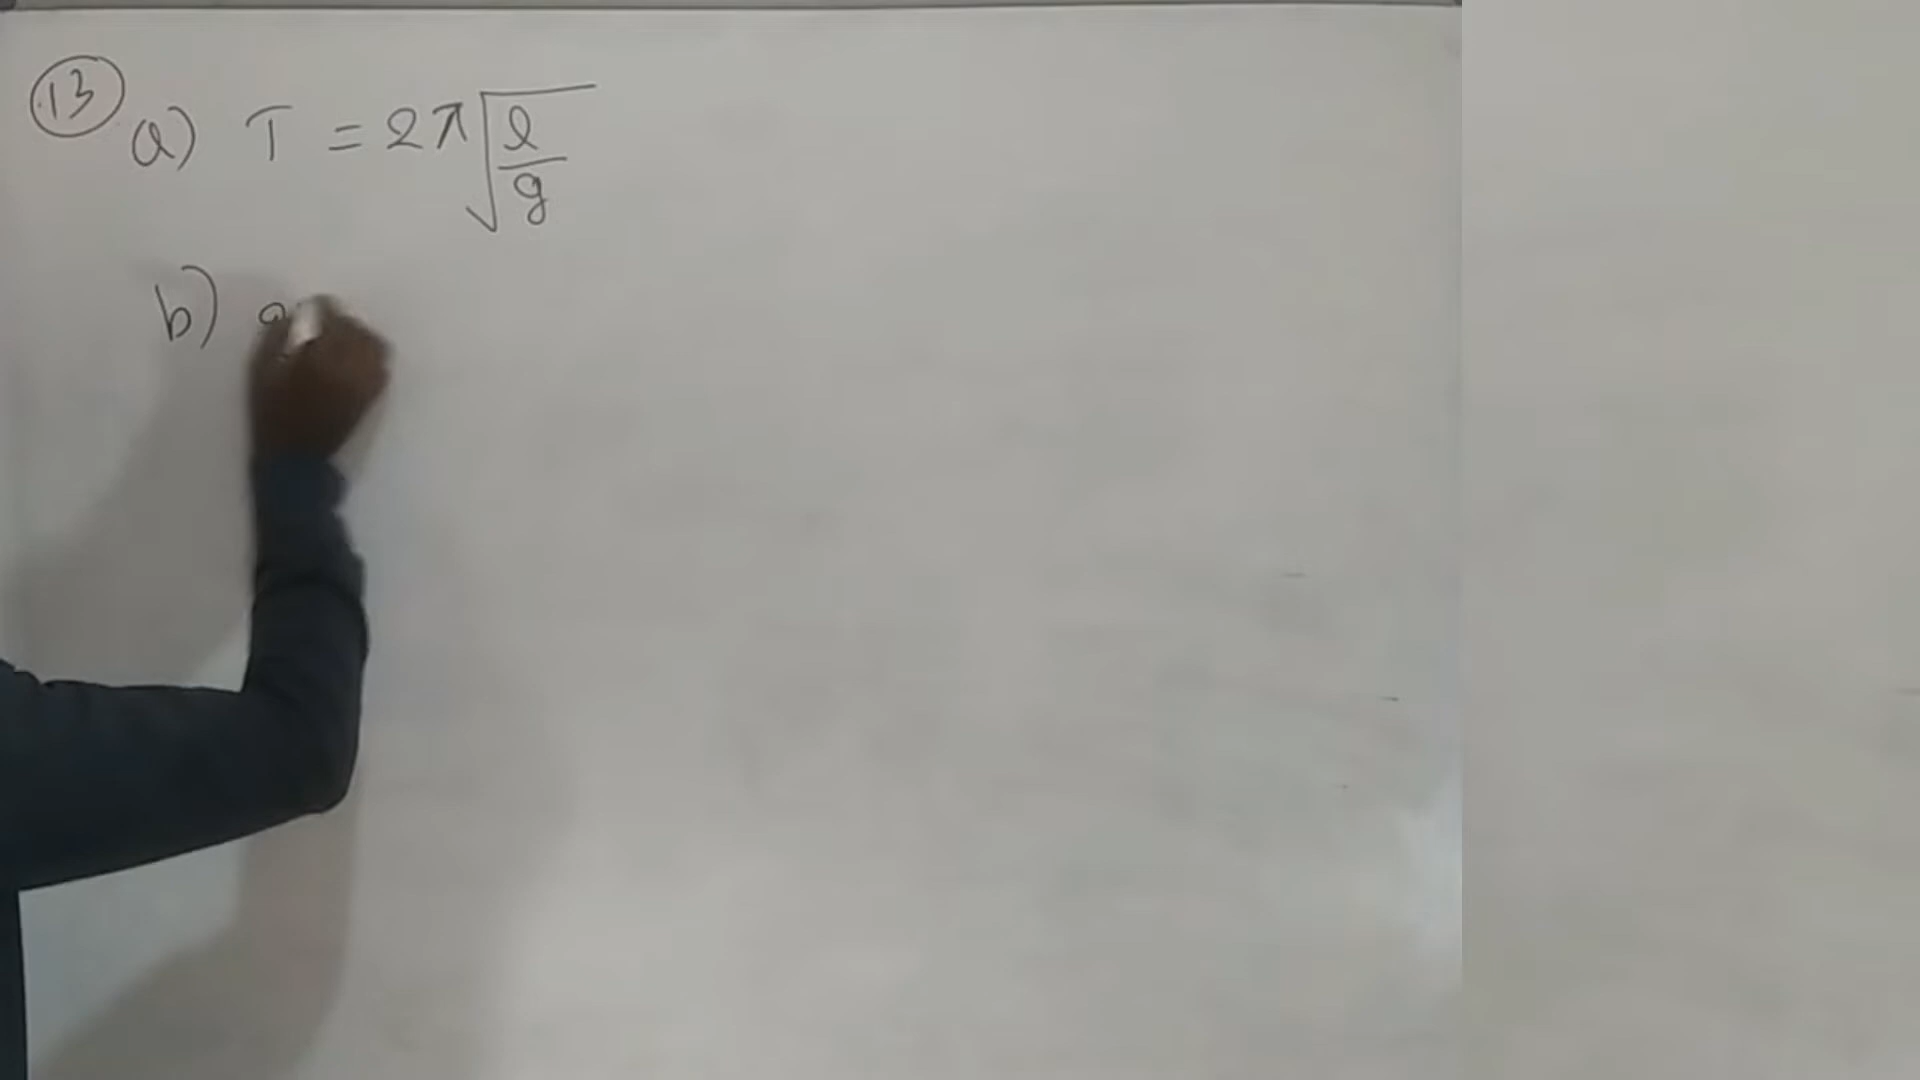 13
a) T = 2π√(l/g)
b)